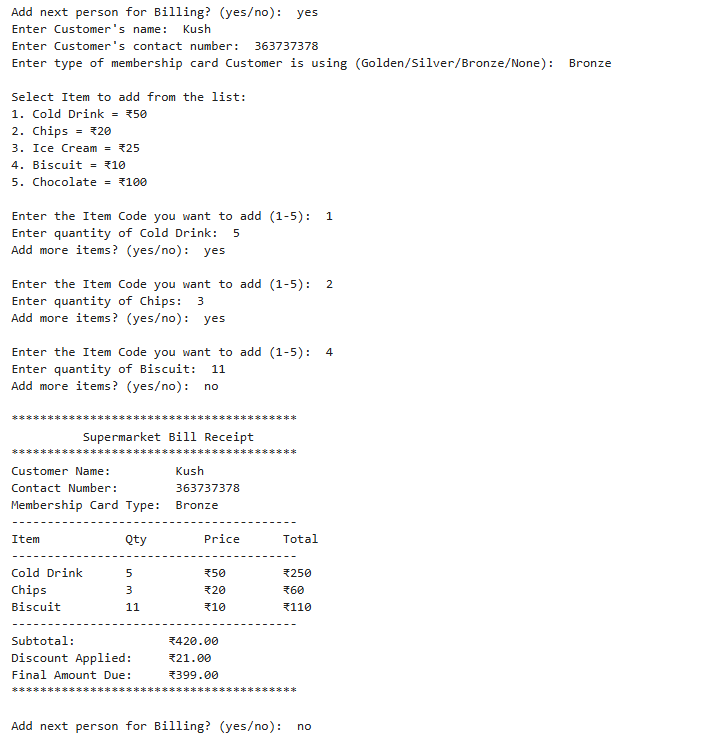 Add next person for Billing? (yes/no):  yes
Enter Customer's name:  Kush
Enter Customer's contact number:  363737378
Enter type of membership card Customer is using (Golden/Silver/Bronze/None):  Bronze

Select Item to add from the list:
1. Cold Drink = ₹50
2. Chips = ₹20
3. Ice Cream = ₹25
4. Biscuit = ₹10
5. Chocolate = ₹100

Enter the Item Code you want to add (1-5):  1
Enter quantity of Cold Drink:  5
Add more items? (yes/no):  yes

Enter the Item Code you want to add (1-5):  2
Enter quantity of Chips:  3
Add more items? (yes/no):  yes

Enter the Item Code you want to add (1-5):  4
Enter quantity of Biscuit:  11
Add more items? (yes/no):  no

****************************************
          Supermarket Bill Receipt
****************************************
Customer Name:         Kush
Contact Number:        363737378
Membership Card Type:  Bronze
----------------------------------------
Item            Qty        Price      Total
----------------------------------------
Cold Drink      5          ₹50        ₹250
Chips           3          ₹20        ₹60
Biscuit         11         ₹10        ₹110
----------------------------------------
Subtotal:             ₹420.00
Discount Applied:     ₹21.00
Final Amount Due:     ₹399.00
****************************************

Add next person for Billing? (yes/no):  no